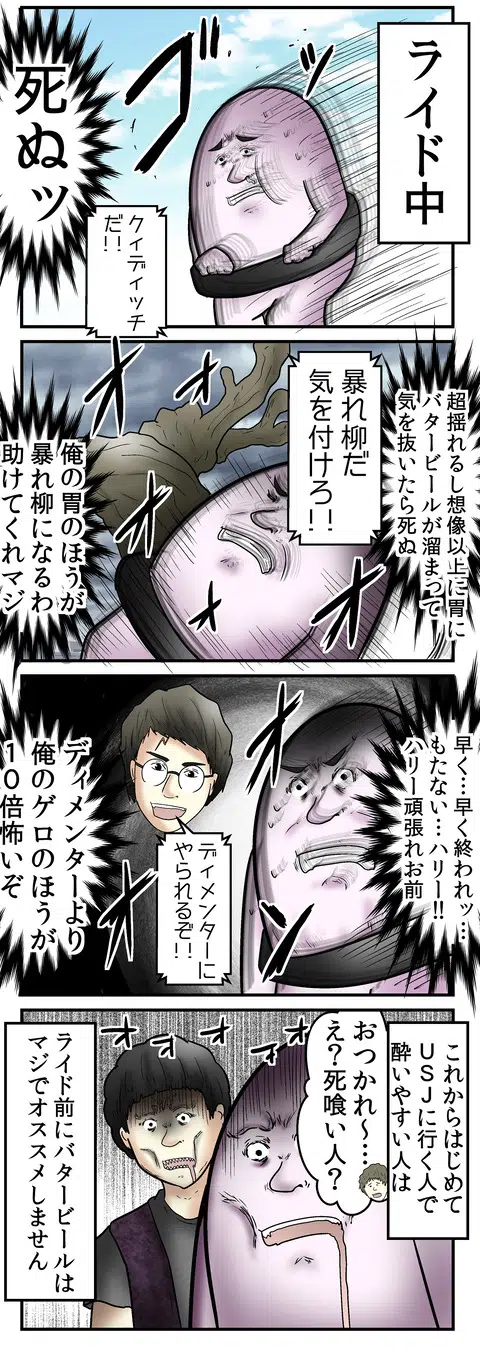 ライド中
ブブブ
死ぬッ
クィディッチ
だ!!
超揺れるし想像以上に胃に
バタービールが溜まって
気を抜いたら死ぬ
暴れ柳だ
気を付けろ!!
オオオオ
俺の胃のほうが
暴れ柳になるわ
助けてくれマジ
早く…早く終われッ…
もたない…ハリー!!
ハリー頑張れお前
ディメンターに
やられるぞ!!
ディメンターより
俺のゲロのほうが
10倍怖いぞ
これからはじめて
USJに行く人で
酔いやすい人は
おつかれ〜…
え?死喰い人?
オオオオ
ライド前にバタービールは
マジでオススメしません